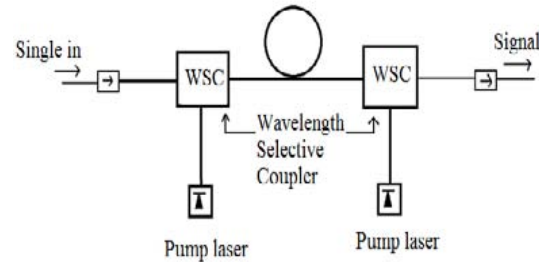 Single in
Signal
WSC
WSC
Wavelength
Selective
Coupler
Pump laser
Pump laser